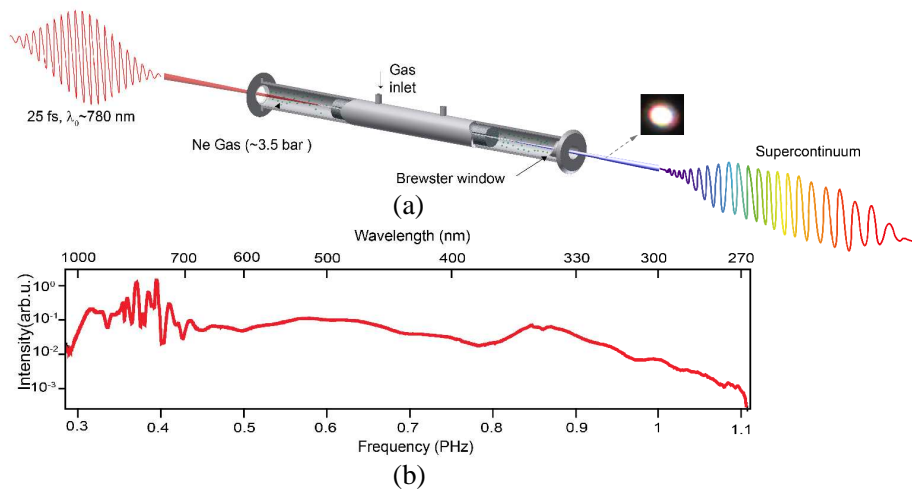 Gas
inlet
25 fs, λ₀~780 nm
Ne Gas (~3.5 bar )
Supercontinuum
Brewster window
(a)
Wavelength (nm)
1000 700 600 500 400 330 300 270
Intensity(arb.u.)
10⁰
10⁻¹
10⁻²
10⁻³
0.3 0.4 0.5 0.6 0.7 0.8 0.9 1 1.1
Frequency (PHz)
(b)